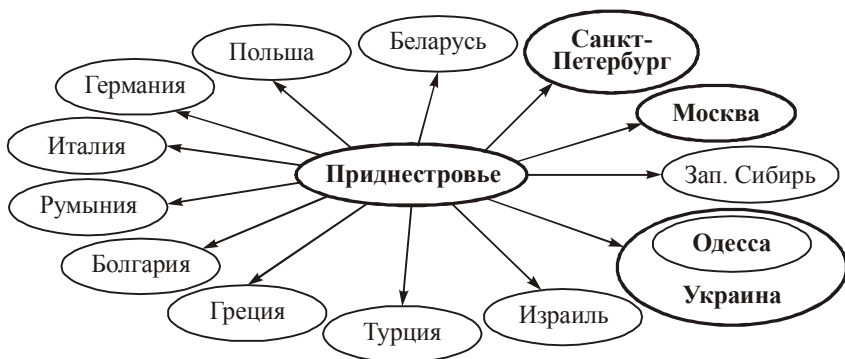 Санкт-
Петербург
Беларусь
Польша
Германия
Москва
Италия
Приднестровье
Зап. Сибирь
Румыния
Одесса
Болгария
Украина
Греция
Израиль
Турция